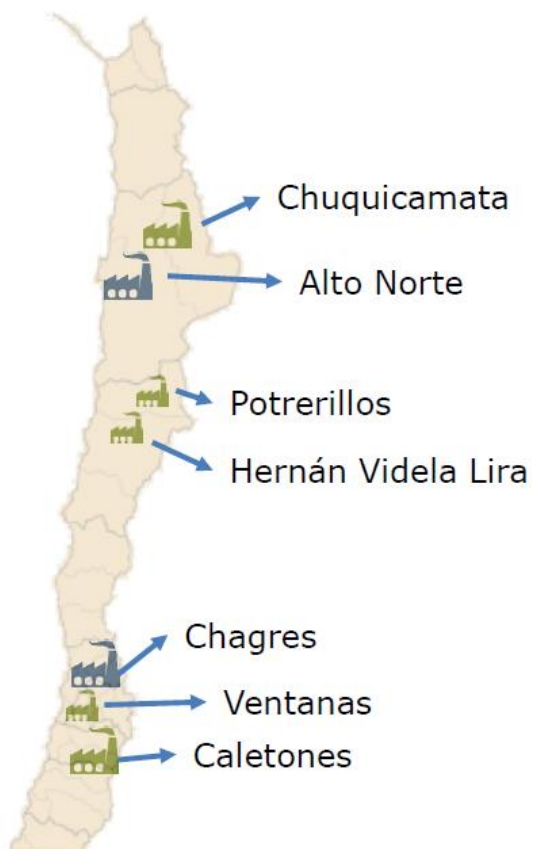 Chuquicamata
Alto Norte
Potrerillos
Hernán Videla Lira
Chagres
Ventanas
Caletones